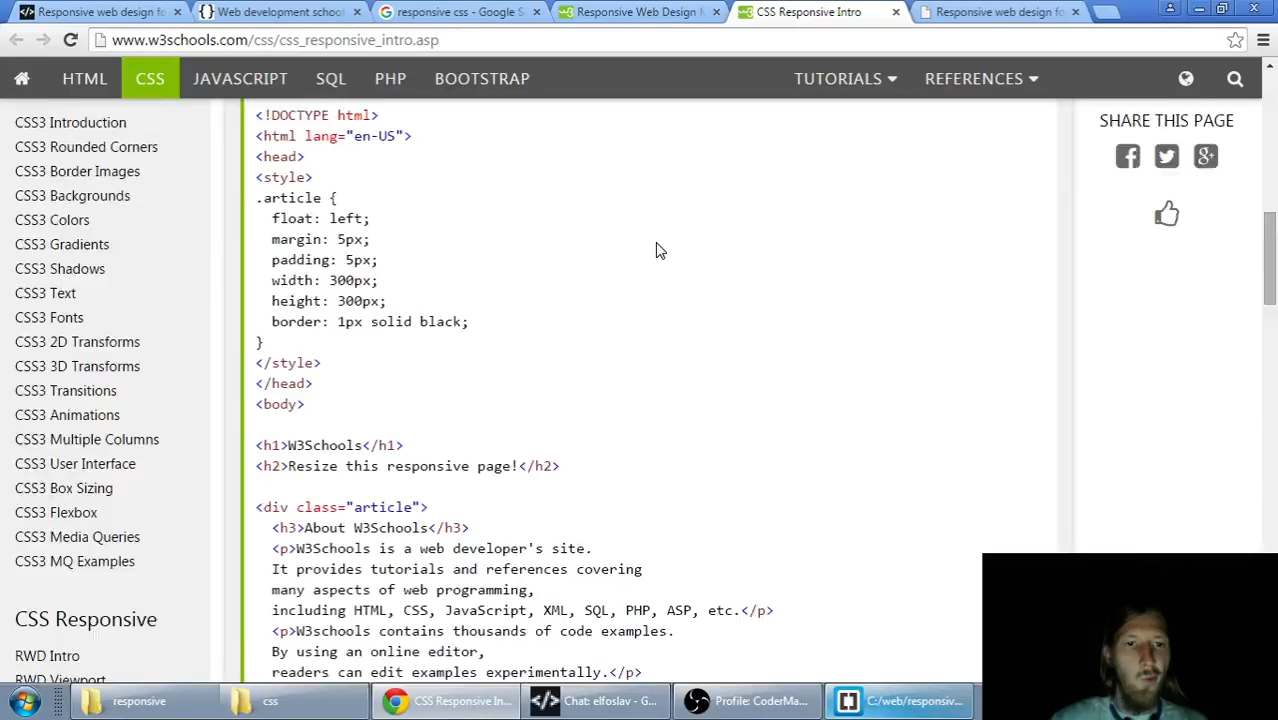 Responsive web design fo
Web development school
responsive css - Google S
Responsive Web Design
CSS Responsive Intro
Responsive web design fo
www.w3schools.com/css/css_responsive_intro.asp
HTML CSS JAVASCRIPT SQL PHP BOOTSTRAP TUTORIALS REFERENCES
CSS3 Introduction
CSS3 Rounded Corners
CSS3 Border Images
CSS3 Backgrounds
CSS3 Colors
CSS3 Gradients
CSS3 Shadows
CSS3 Text
CSS3 Fonts
CSS3 2D Transforms
CSS3 3D Transforms
CSS3 Transitions
CSS3 Animations
CSS3 Multiple Columns
CSS3 User Interface
CSS3 Box Sizing
CSS3 Flexbox
CSS3 Media Queries
CSS3 MQ Examples
CSS Responsive
RWD Intro
RWD Viewport
<!DOCTYPE html>
<html lang="en-US">
<head>
<style>
.article {
float: left;
margin: 5px;
padding: 5px;
width: 300px;
height: 300px;
border: 1px solid black;
}
</style>
</head>
<body>
<h1>W3Schools</h1>
<h2>Resize this responsive page!</h2>
<div class="article">
<h3>About W3Schools</h3>
<p>W3Schools is a web developer's site.
It provides tutorials and references covering
many aspects of web programming,
including HTML, CSS, JavaScript, XML, SQL, PHP, ASP, etc.</p>
<p>W3schools contains thousands of code examples.
By using an online editor,
readers can edit examples experimentally.</p>
SHARE THIS PAGE
responsive
css
CSS Responsive In...
Chat: elfoslav - G...
Profile: CoderMa...
C:/web/responsiv...